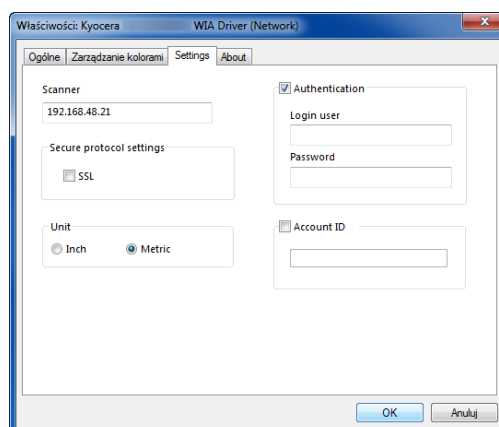 Właściwości: Kyocera WIA Driver (Network)
Ogólne Zarządzanie kolorami Settings About
Scanner
192.168.48.21
Secure protocol settings
SSL
Unit
Inch Metric
Authentication
Login user
Password
Account ID
OK Anuluj